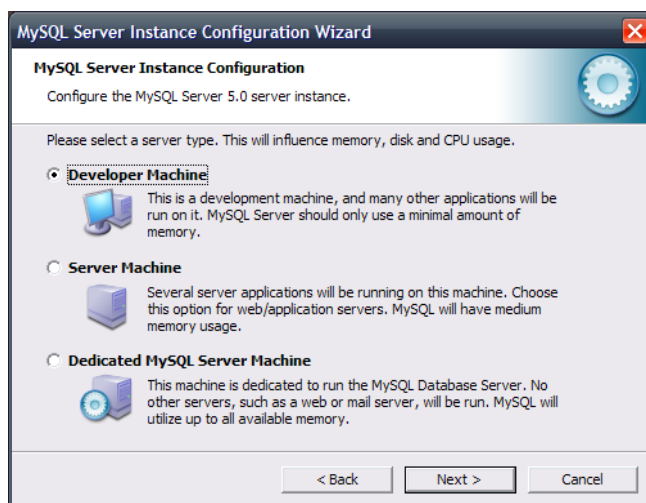 MySQL Server Instance Configuration Wizard
MySQL Server Instance Configuration
Configure the MySQL Server 5.0 server instance.
Please select a server type. This will influence memory, disk and CPU usage.
Developer Machine
This is a development machine, and many other applications will be
run on it. MySQL Server should only use a minimal amount of
memory.
Server Machine
Several server applications will be running on this machine. Choose
this option for web/application servers. MySQL will have medium
memory usage.
Dedicated MySQL Server Machine
This machine is dedicated to run the MySQL Database Server. No
other servers, such as a web or mail server, will be run. MySQL will
utilize up to all available memory.
< Back
Next >
Cancel